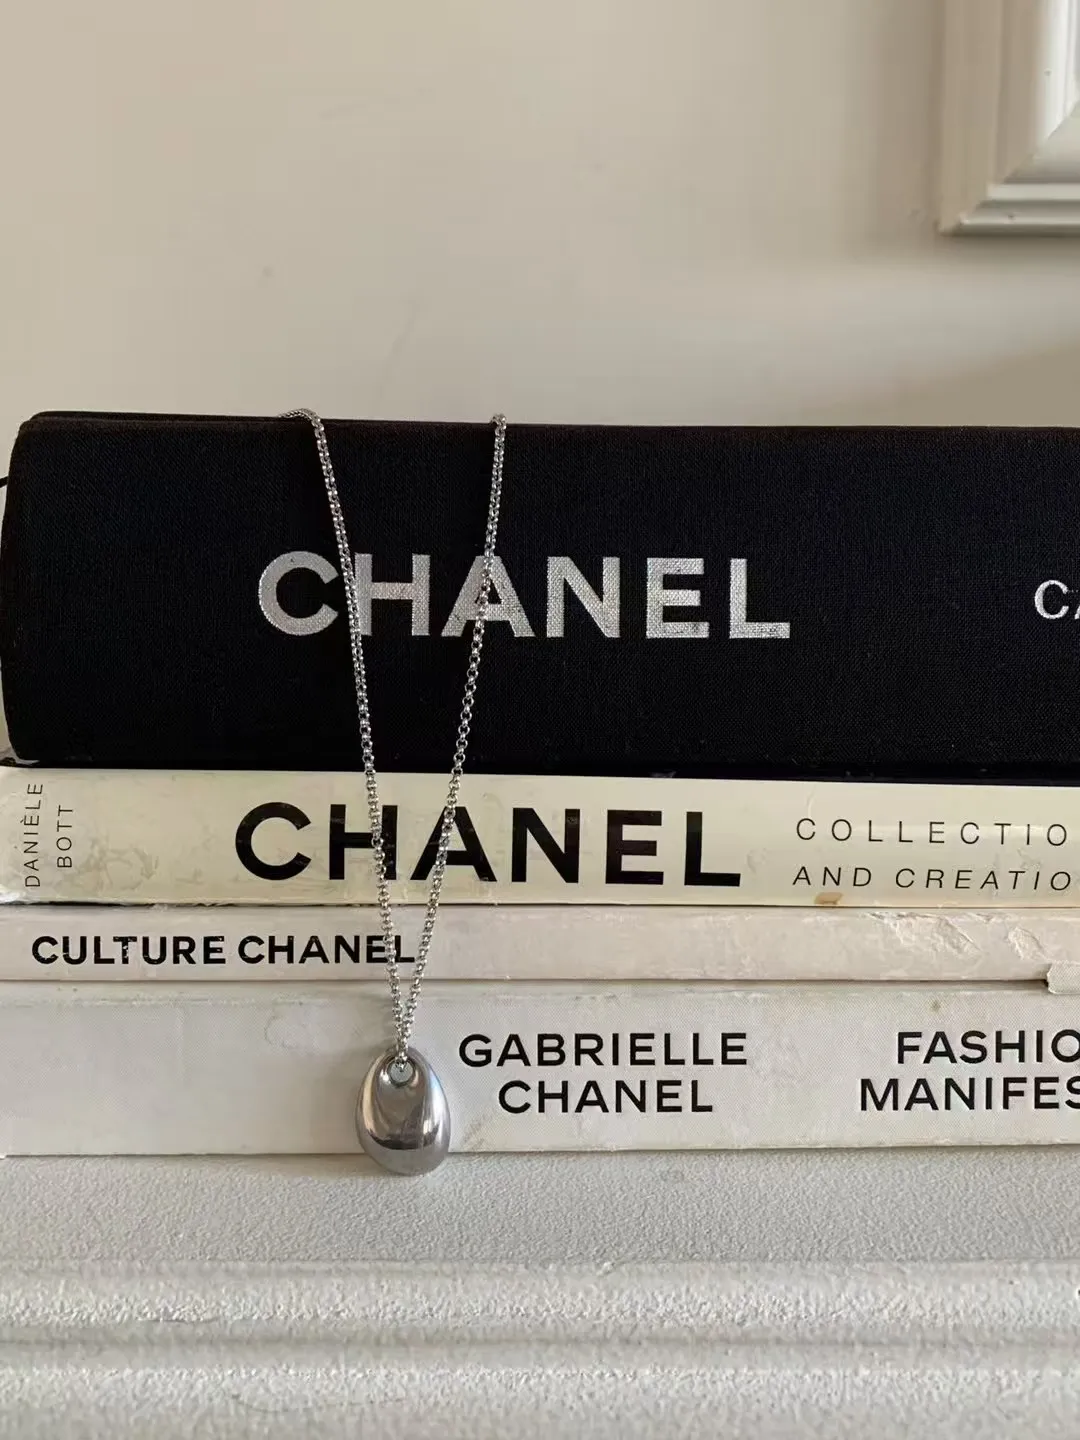 CHANEL
DANIÈLE
BOTT
CHANEL
COLLECTIO
AND CREATIO
CULTURE CHANEL
GABRIELLE
CHANEL
FASHIO
MANIFES